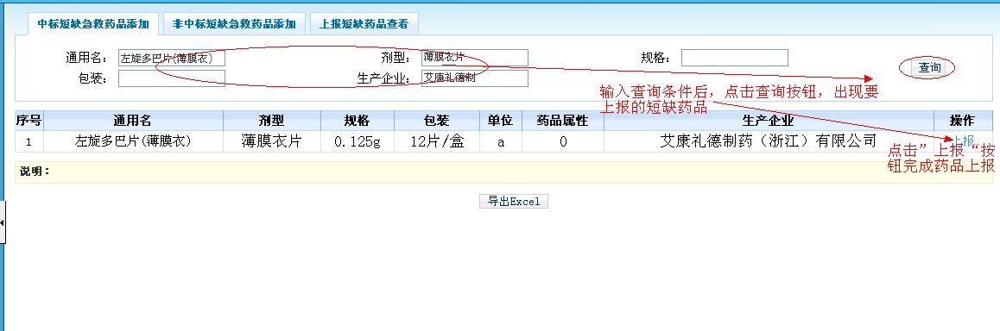 中标短缺急救药品添加 非中标短缺急救药品添加 上报短缺药品查看
通用名: 左旋多巴片(薄膜衣) 剂型: 薄膜衣片 规格: 查询
包装: 生产企业: 艾康礼德制
输入查询条件后，点击查询按钮，出现要
上报的短缺药品
序号 通用名 剂型 规格 包装 单位 药品属性 生产企业 操作
1 左旋多巴片(薄膜衣) 薄膜衣片 0.125g 12片/盒 a 0 艾康礼德制药（浙江）有限公司 上报
点击”上报“按
钮完成药品上报
说明：
导出Excel